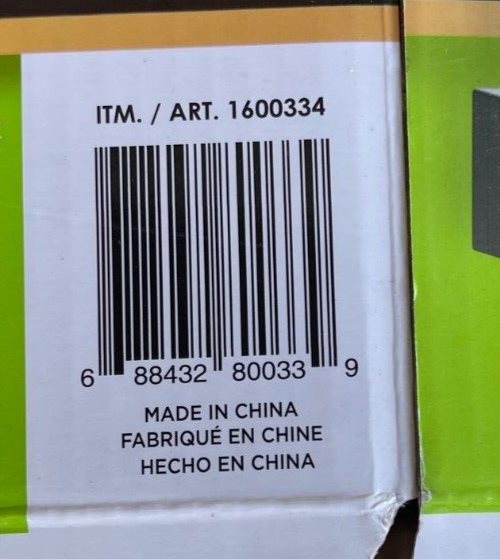 ITM. / ART. 1600334
6 88432 80033 9
MADE IN CHINA
FABRIQUÉ EN CHINE
HECHO EN CHINA